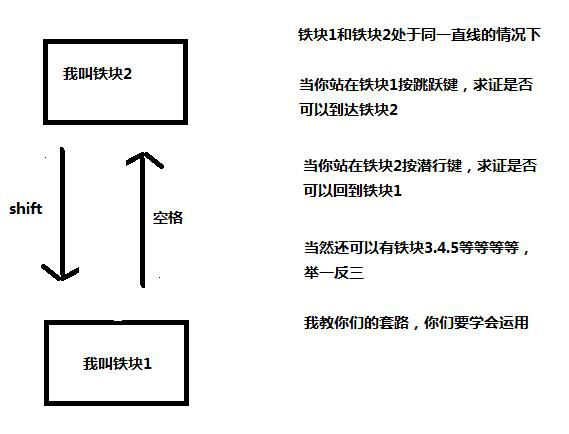 铁块1和铁块2处于同一直线的情况下
我叫铁块2
当你站在铁块1按跳跃键，求证是否
可以到达铁块2
当你站在铁块2按潜行键，求证是否
可以回到铁块1
shift
空格
当然还可以有铁块3.4.5等等等等，
举一反三
我教你们的套路，你们要学会运用
我叫铁块1